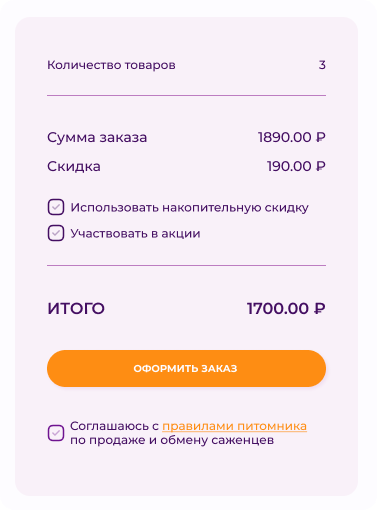 Количество товаров 3
Сумма заказа 1890.00 ₽
Скидка 190.00 ₽
Использовать накопительную скидку
Участвовать в акции
ИТОГО 1700.00 ₽
ОФОРМИТЬ ЗАКАЗ
Соглашаюсь с правилами питомника
по продаже и обмену саженцев